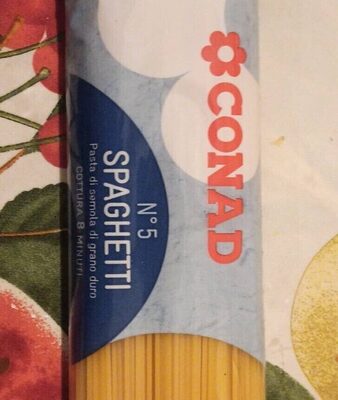 CONAD
N°5
SPAGHETTI
Pasta di semola di grano duro
COTTURA 8 MINUTI